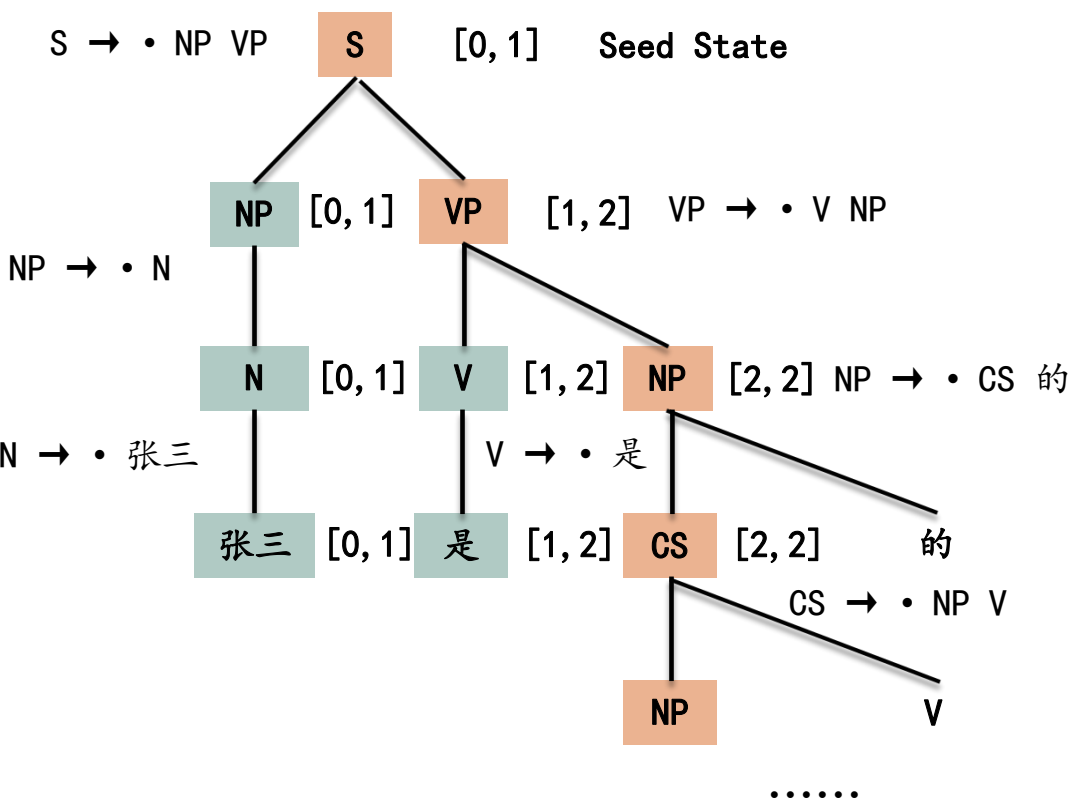 S → • NP VP S [0,1] Seed State
NP [0,1] VP [1,2] VP → • V NP
NP → • N
N [0,1] V [1,2] NP [2,2] NP → • CS 的
N → • 张三 V → • 是
张三 [0,1] 是 [1,2] CS [2,2] 的
CS → • NP V
NP V
······